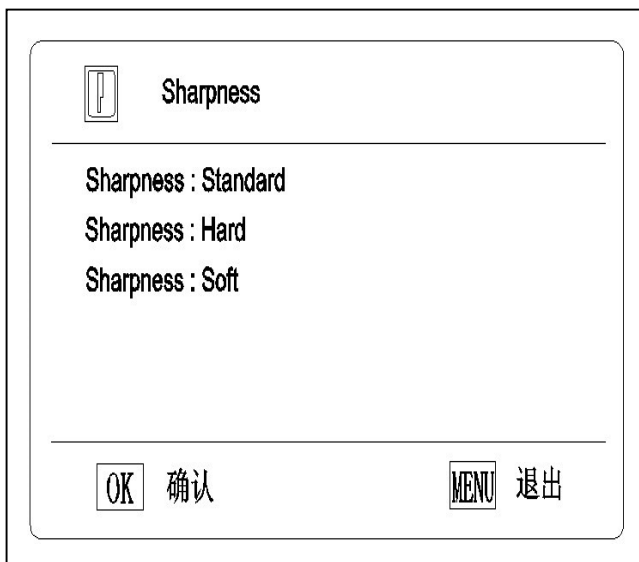 Sharpness
Sharpness : Standard
Sharpness : Hard
Sharpness : Soft
OK 确认 MENU 退出